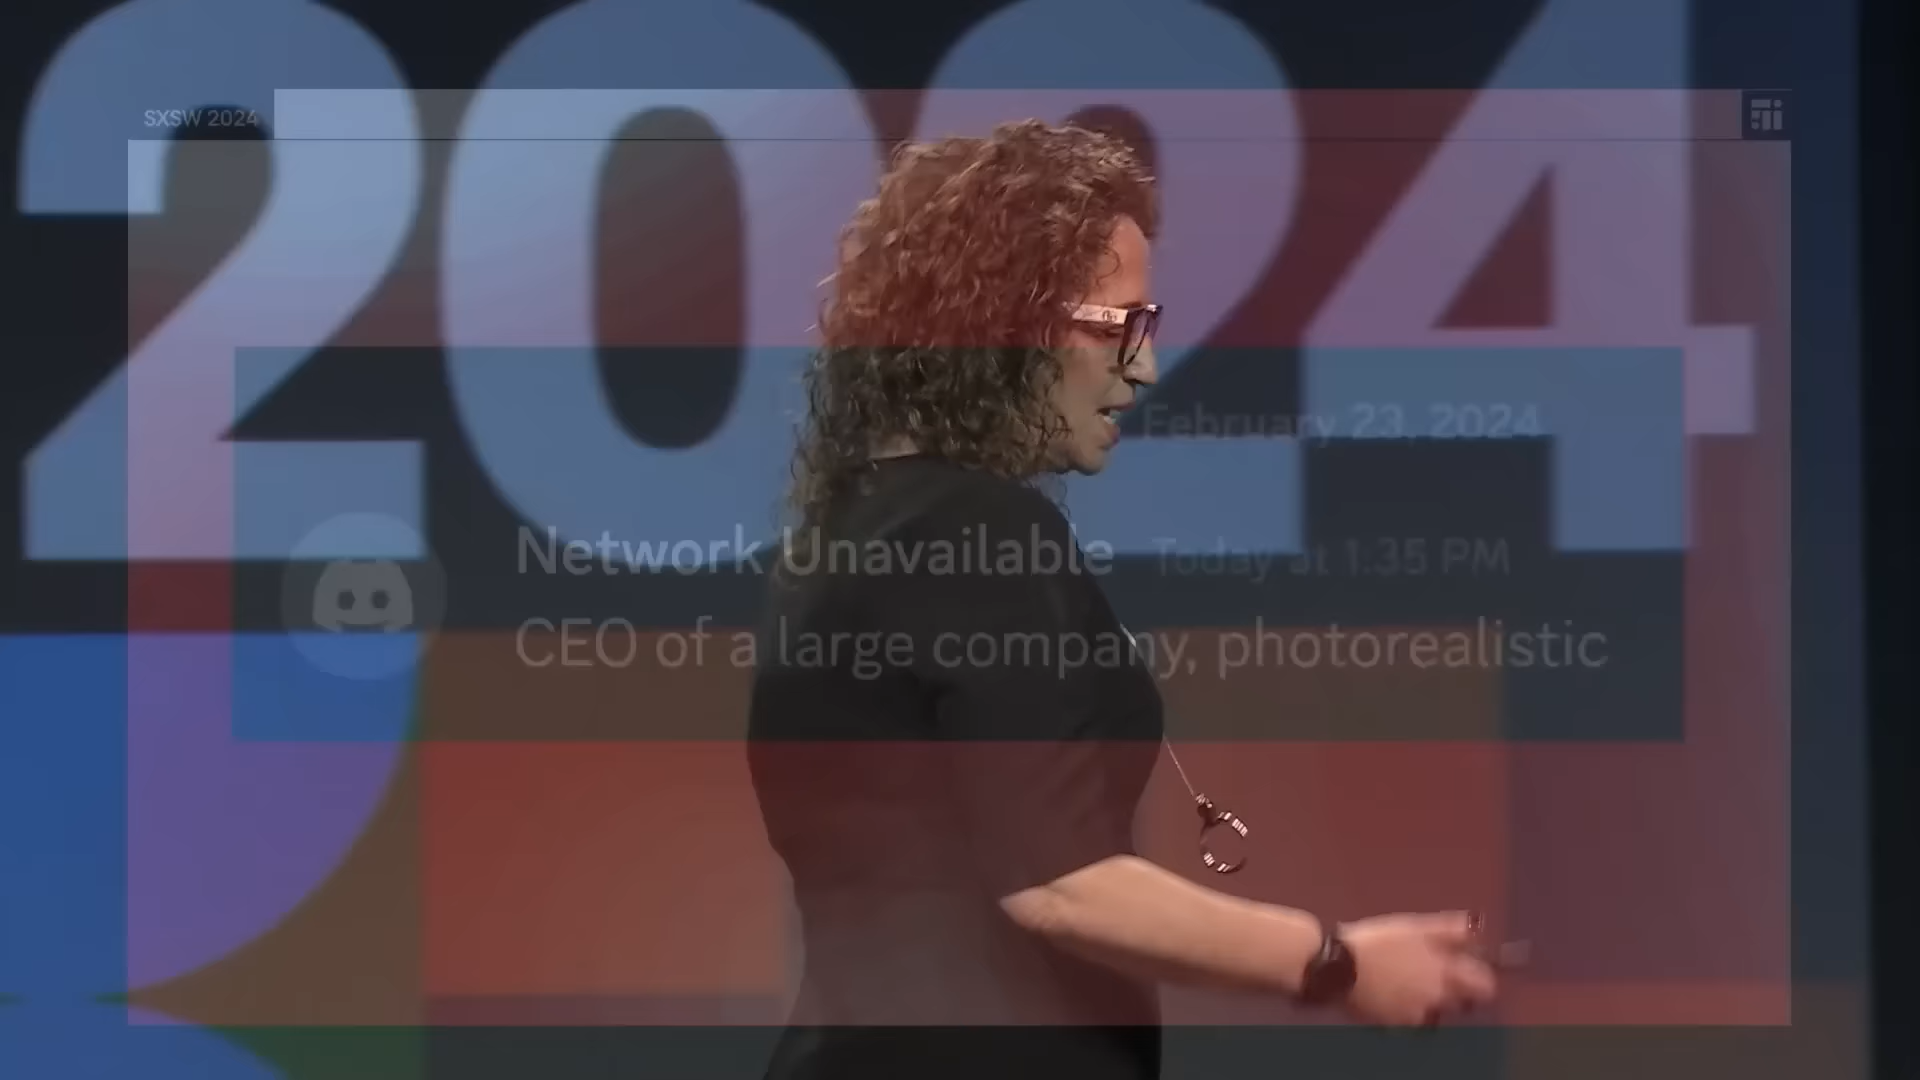 2024
SXSW 2024
February 23, 2024
Network Unavailable Today at 1:35 PM
CEO of a large company, photorealistic